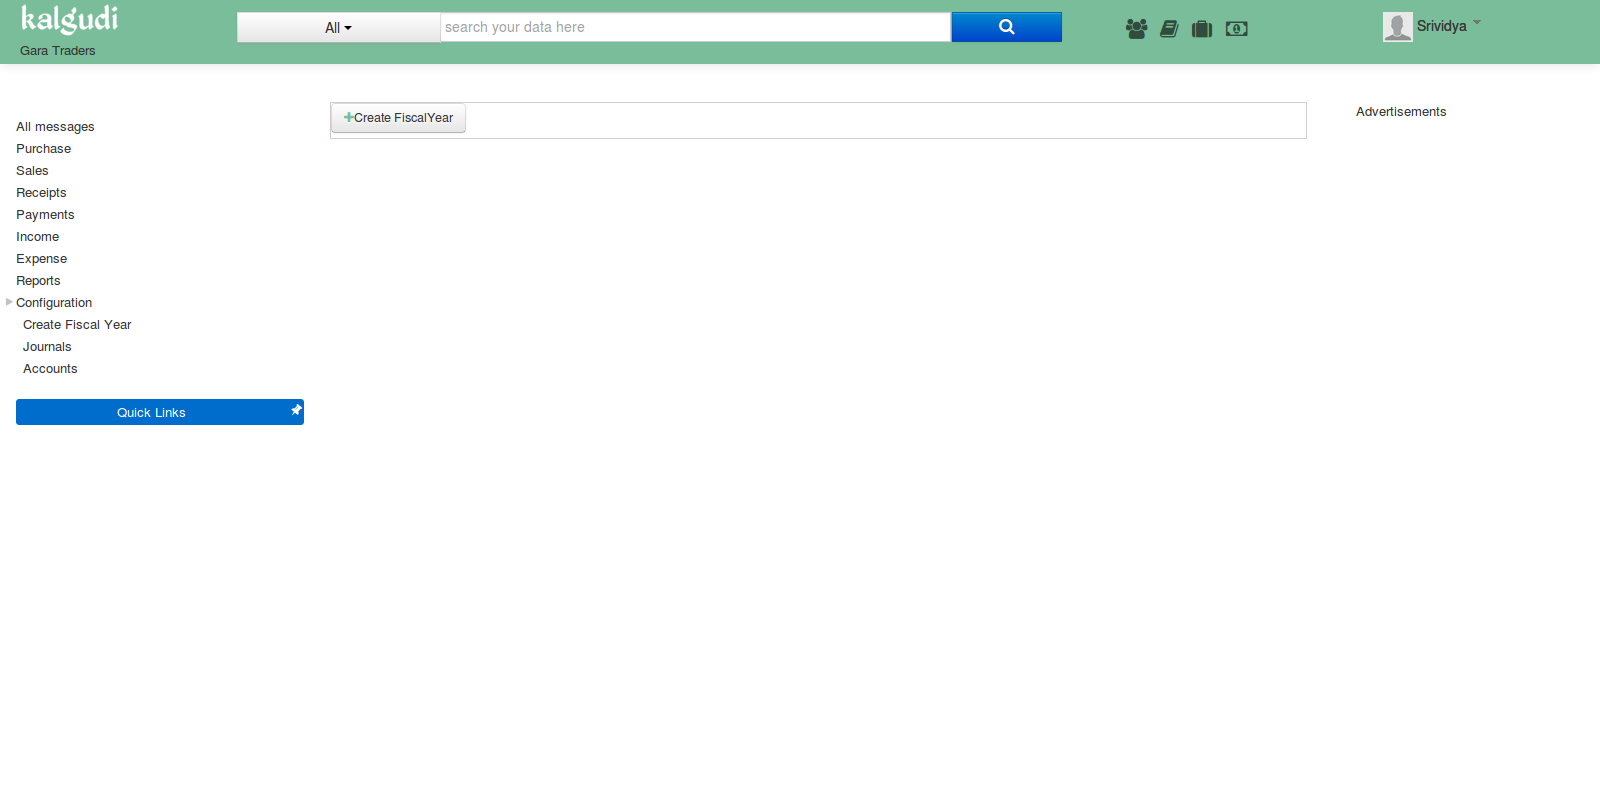 kalgudi
Gara Traders
All
search your data here
Srividya
All messages
Purchase
Sales
Receipts
Payments
Income
Expense
Reports
Configuration
Create Fiscal Year
Journals
Accounts
Quick Links
Create FiscalYear
Advertisements